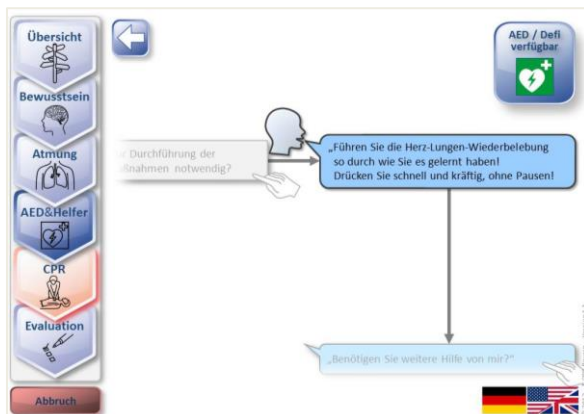 Übersicht
Bewusstsein
Atmung
AED&Helfer
CPR
Evaluation
Abbruch
AED / Defi
verfügbar
Durchführung der
notwendig?
„Führen Sie die Herz-Lungen-Wiederbelebung
so durch wie Sie es gelernt haben!
Drücken Sie schnell und kräftig, ohne Pausen!
„Benötigen Sie weitere Hilfe von mir?“